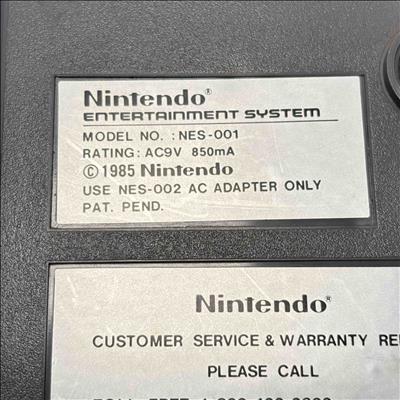 Nintendo®
ENTERTAINMENT SYSTEM
MODEL NO. : NES-001
RATING: AC9V 850mA
© 1985 Nintendo
USE NES-002 AC ADAPTER ONLY
PAT. PEND.
Nintendo®
CUSTOMER SERVICE & WARRANTY RE
PLEASE CALL